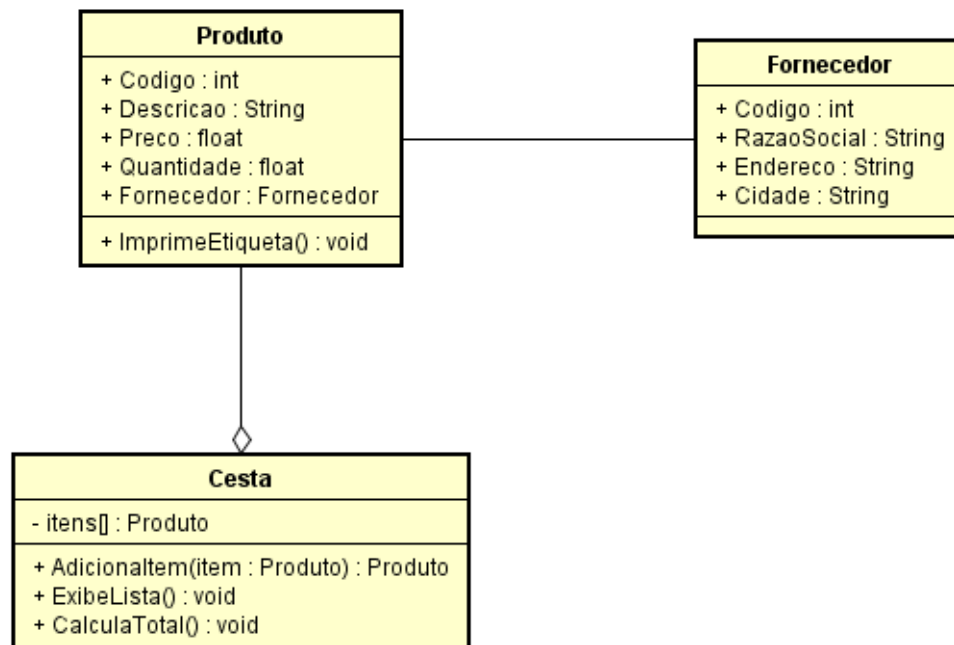 Produto
+ Codigo : int
+ Descricao : String
+ Preco : float
+ Quantidade : float
+ Fornecedor : Fornecedor
+ ImprimeEtiqueta() : void
Fornecedor
+ Codigo : int
+ RazaoSocial : String
+ Endereco : String
+ Cidade : String
Cesta
- itens[] : Produto
+ AdicionaItem(item : Produto) : Produto
+ ExibeLista() : void
+ CalculaTotal() : void